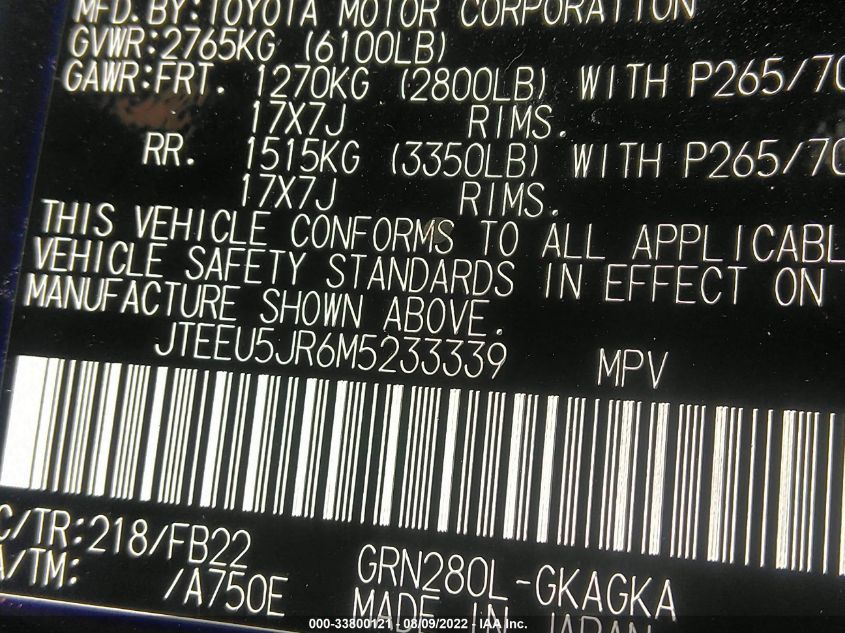 MFD. BY: TOYOTA MOTOR CORPORATION
GVWR: 2765KG (6100LB)
GAWR: FRT. 1270KG (2800LB) WITH P265/70
17X7J RIMS.
RR. 1515KG (3350LB) WITH P265/70
17X7J RIMS.
THIS VEHICLE CONFORMS TO ALL APPLICABL
VEHICLE SAFETY STANDARDS IN EFFECT ON
MANUFACTURE SHOWN ABOVE.
JTEEU5JR6M5233339 MPV
C/TR: 218/FB22
A/TM: /A750E
GRN280L-GKAGKA
MADE IN JAPAN
000-33800121 - 08/09/2022 - IAA Inc.